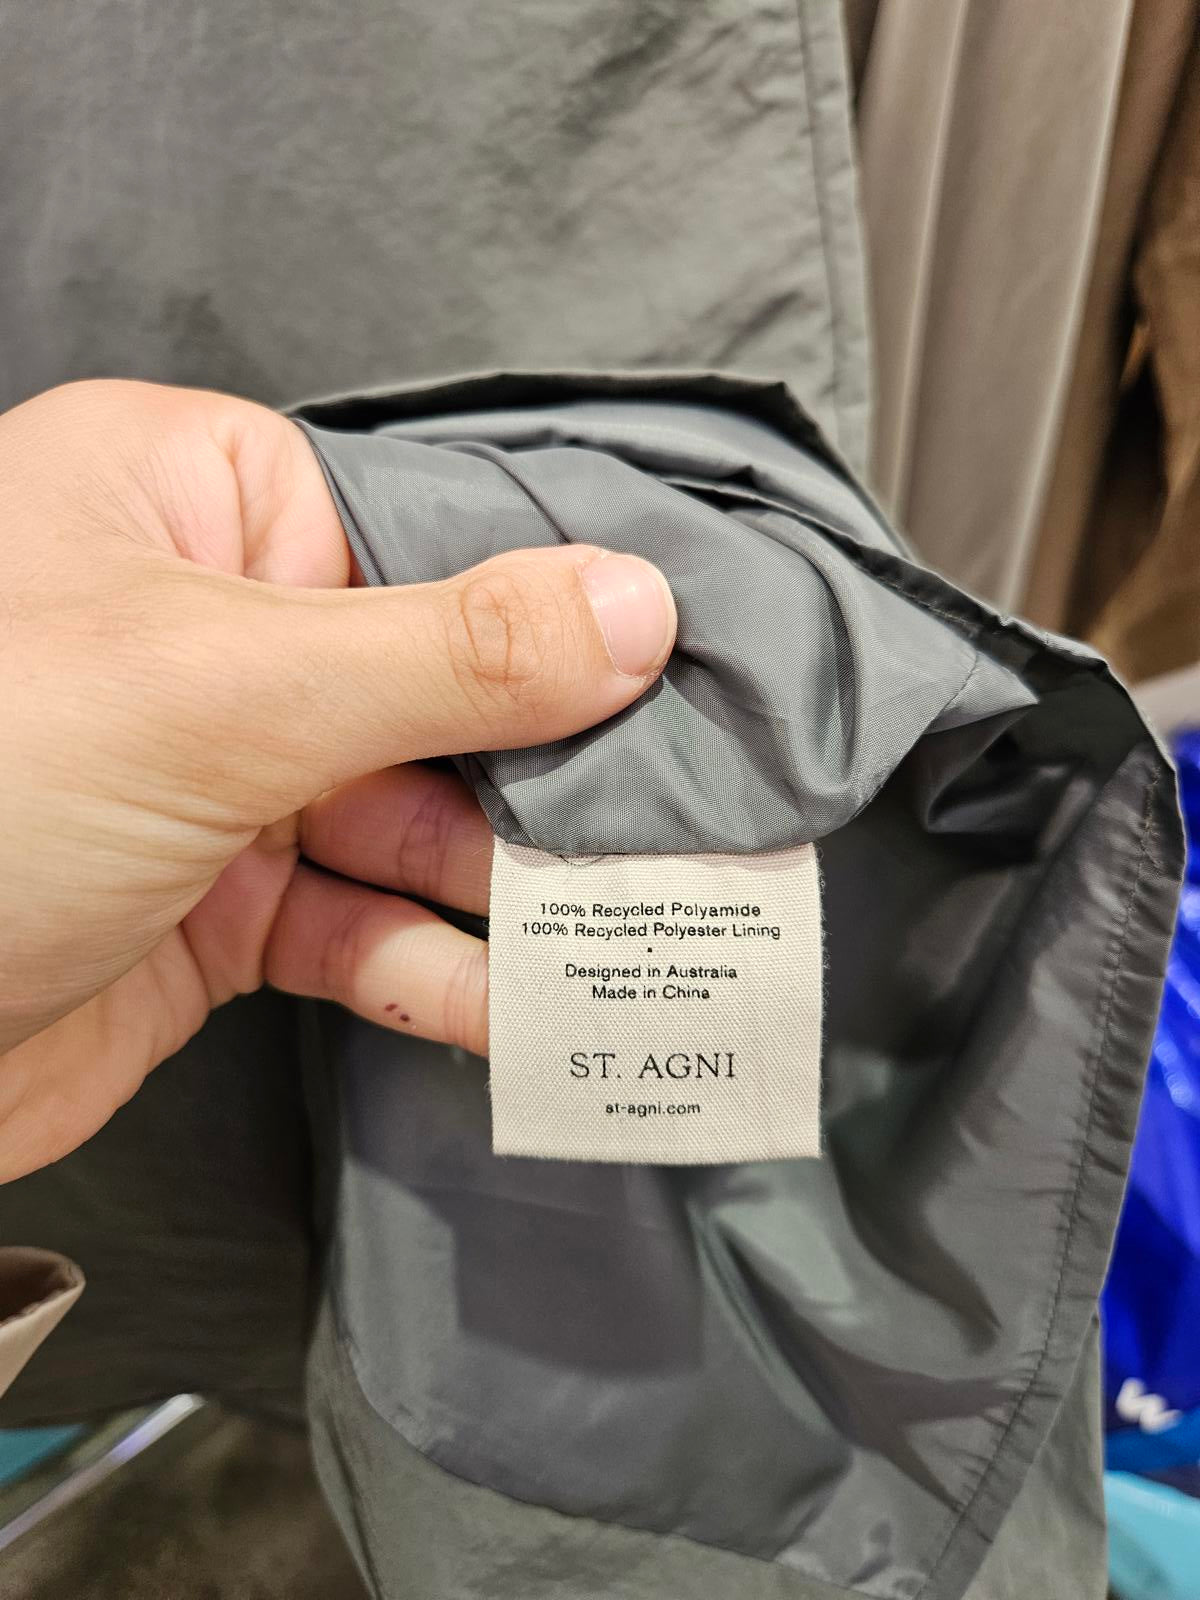 100% Recycled Polyamide
100% Recycled Polyester Lining
Designed in Australia
Made in China
ST. AGNI
st-agni.com